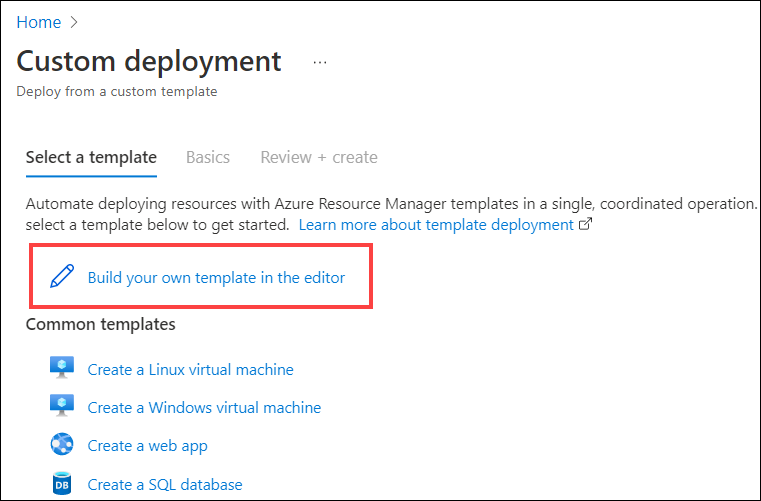 Home >
Custom deployment ...
Deploy from a custom template
Select a template Basics Review + create
Automate deploying resources with Azure Resource Manager templates in a single, coordinated operation.
select a template below to get started. Learn more about template deployment
Build your own template in the editor
Common templates
Create a Linux virtual machine
Create a Windows virtual machine
Create a web app
DB Create a SQL database